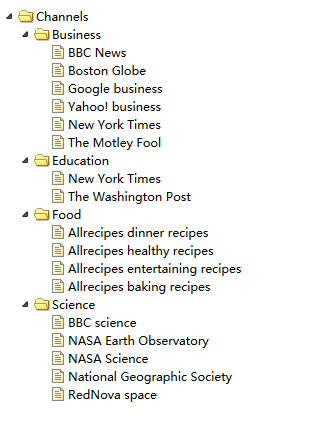 Channels
Business
BBC News
Boston Globe
Google business
Yahoo! business
New York Times
The Motley Fool
Education
New York Times
The Washington Post
Food
Allrecipes dinner recipes
Allrecipes healthy recipes
Allrecipes entertaining recipes
Allrecipes baking recipes
Science
BBC science
NASA Earth Observatory
NASA Science
National Geographic Society
RedNova space